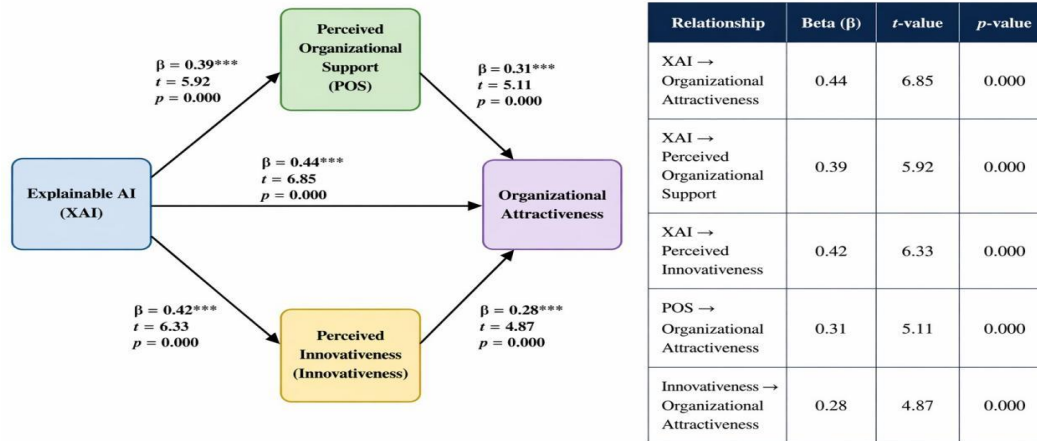 Perceived
Organizational
Support
(POS)
β = 0.39***
t = 5.92
p = 0.000
β = 0.31***
t = 5.11
p = 0.000
β = 0.44***
t = 6.85
p = 0.000
Explainable AI
(XAI)
Organizational
Attractiveness
β = 0.42***
t = 6.33
p = 0.000
β = 0.28***
t = 4.87
p = 0.000
Perceived
Innovativeness
(Innovativeness)
Relationship Beta (β) t-value p-value
XAI →
Organizational
Attractiveness
0.44 6.85 0.000
XAI →
Perceived
Organizational
Support
0.39 5.92 0.000
XAI →
Perceived
Innovativeness
0.42 6.33 0.000
POS →
Organizational
Attractiveness
0.31 5.11 0.000
Innovativeness →
Organizational
Attractiveness
0.28 4.87 0.000